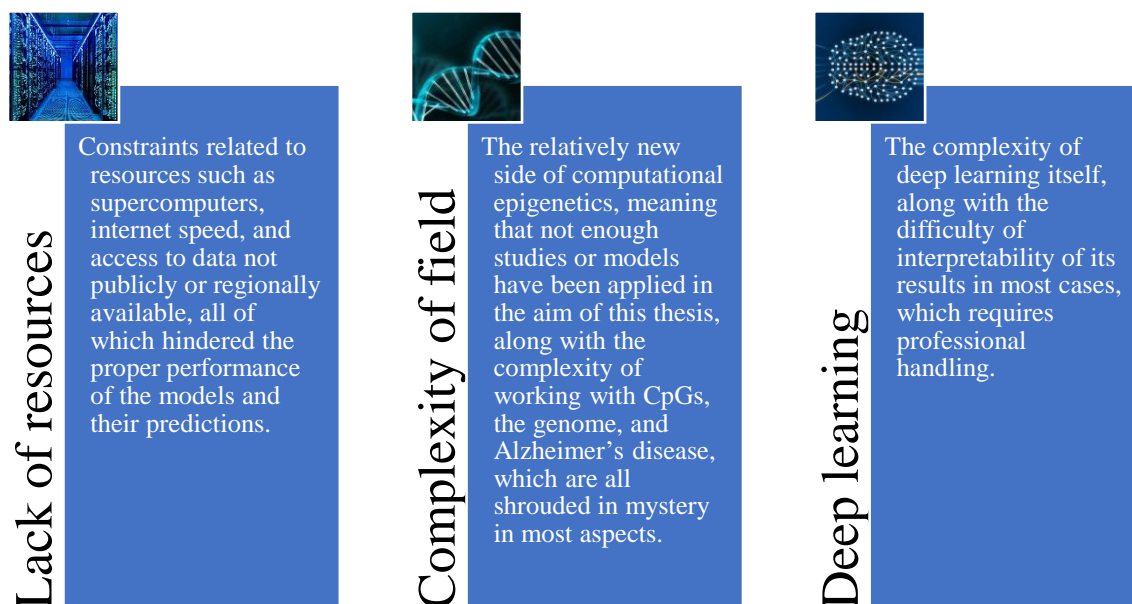 Lack of resources
Constraints related to
resources such as
supercomputers,
internet speed, and
access to data not
publicly or regionally
available, all of
which hindered the
proper performance
of the models and
their predictions.
Complexity of field
The relatively new
side of computational
epigenetics, meaning
that not enough
studies or models
have been applied in
the aim of this thesis,
along with the
complexity of
working with CpGs,
the genome, and
Alzheimer’s disease,
which are all
shrouded in mystery
in most aspects.
Deep learning
The complexity of
deep learning itself,
along with the
difficulty of
interpretability of its
results in most cases,
which requires
professional
handling.